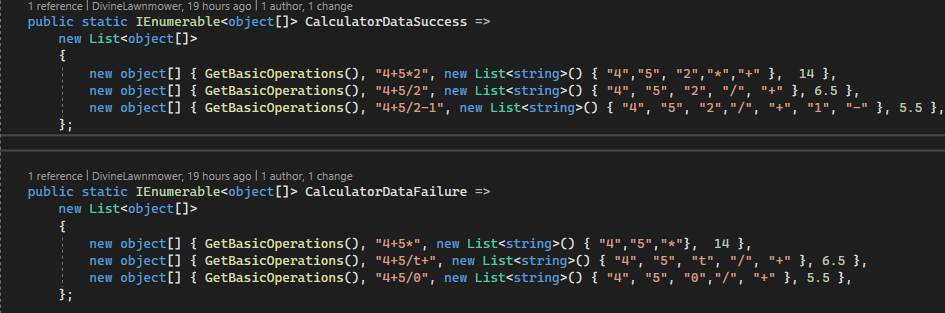 1 reference | DivineLawnmower, 19 hours ago | 1 author, 1 change
public static IEnumerable<object[]> CalculatorDataSuccess =>
new List<object[]>
{
new object[] { GetBasicOperations(), "4+5*2", new List<string>() { "4","5", "2","*","+" },  14 },
new object[] { GetBasicOperations(), "4+5/2", new List<string>() { "4", "5", "2", "/", "+" }, 6.5 },
new object[] { GetBasicOperations(), "4+5/2-1", new List<string>() { "4", "5", "2","/", "+", "1", "-" }, 5.5 },
};
1 reference | DivineLawnmower, 19 hours ago | 1 author, 1 change
public static IEnumerable<object[]> CalculatorDataFailure =>
new List<object[]>
{
new object[] { GetBasicOperations(), "4+5*", new List<string>() { "4","5","*"},  14 },
new object[] { GetBasicOperations(), "4+5/t+", new List<string>() { "4", "5", "t", "/", "+" }, 6.5 },
new object[] { GetBasicOperations(), "4+5/0", new List<string>() { "4", "5", "0","/", "+" }, 5.5 },
};